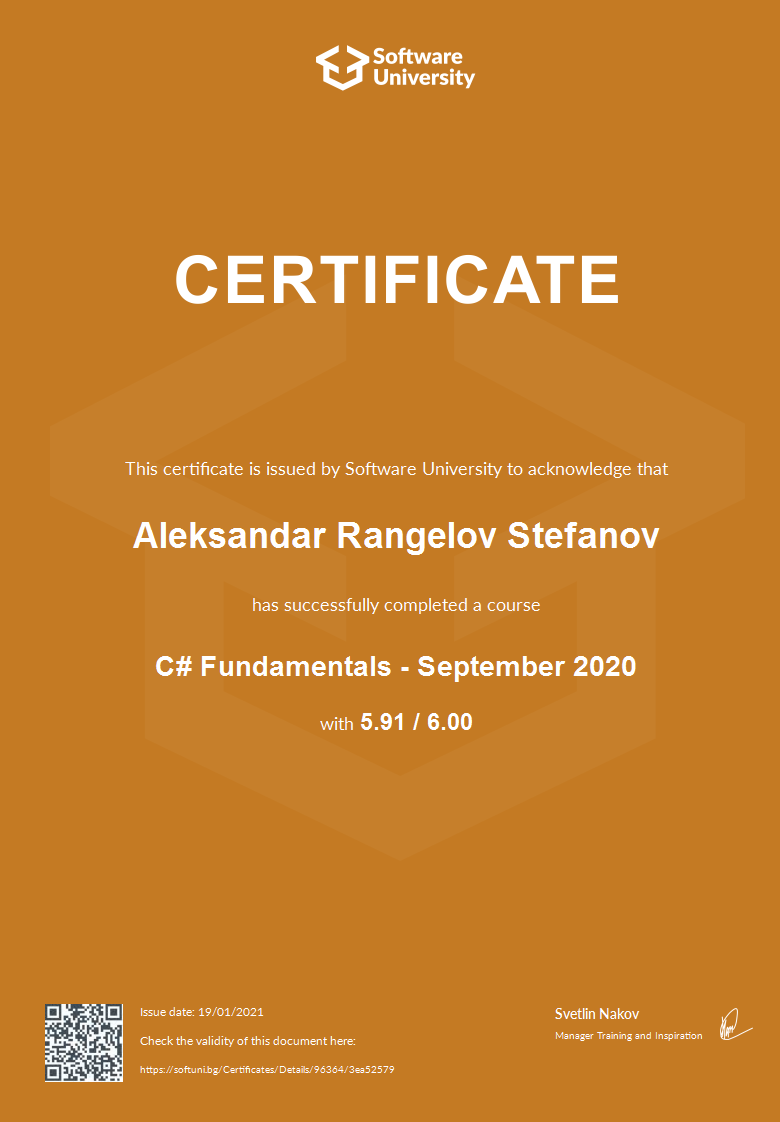 Software
University
CERTIFICATE
This certificate is issued by Software University to acknowledge that
Aleksandar Rangelov Stefanov
has successfully completed a course
C# Fundamentals - September 2020
with 5.91 / 6.00
Issue date: 19/01/2021
Check the validity of this document here:
https://softuni.bg/Certificates/Details/96364/3ea52579
Svetlin Nakov
Manager Training and Inspiration